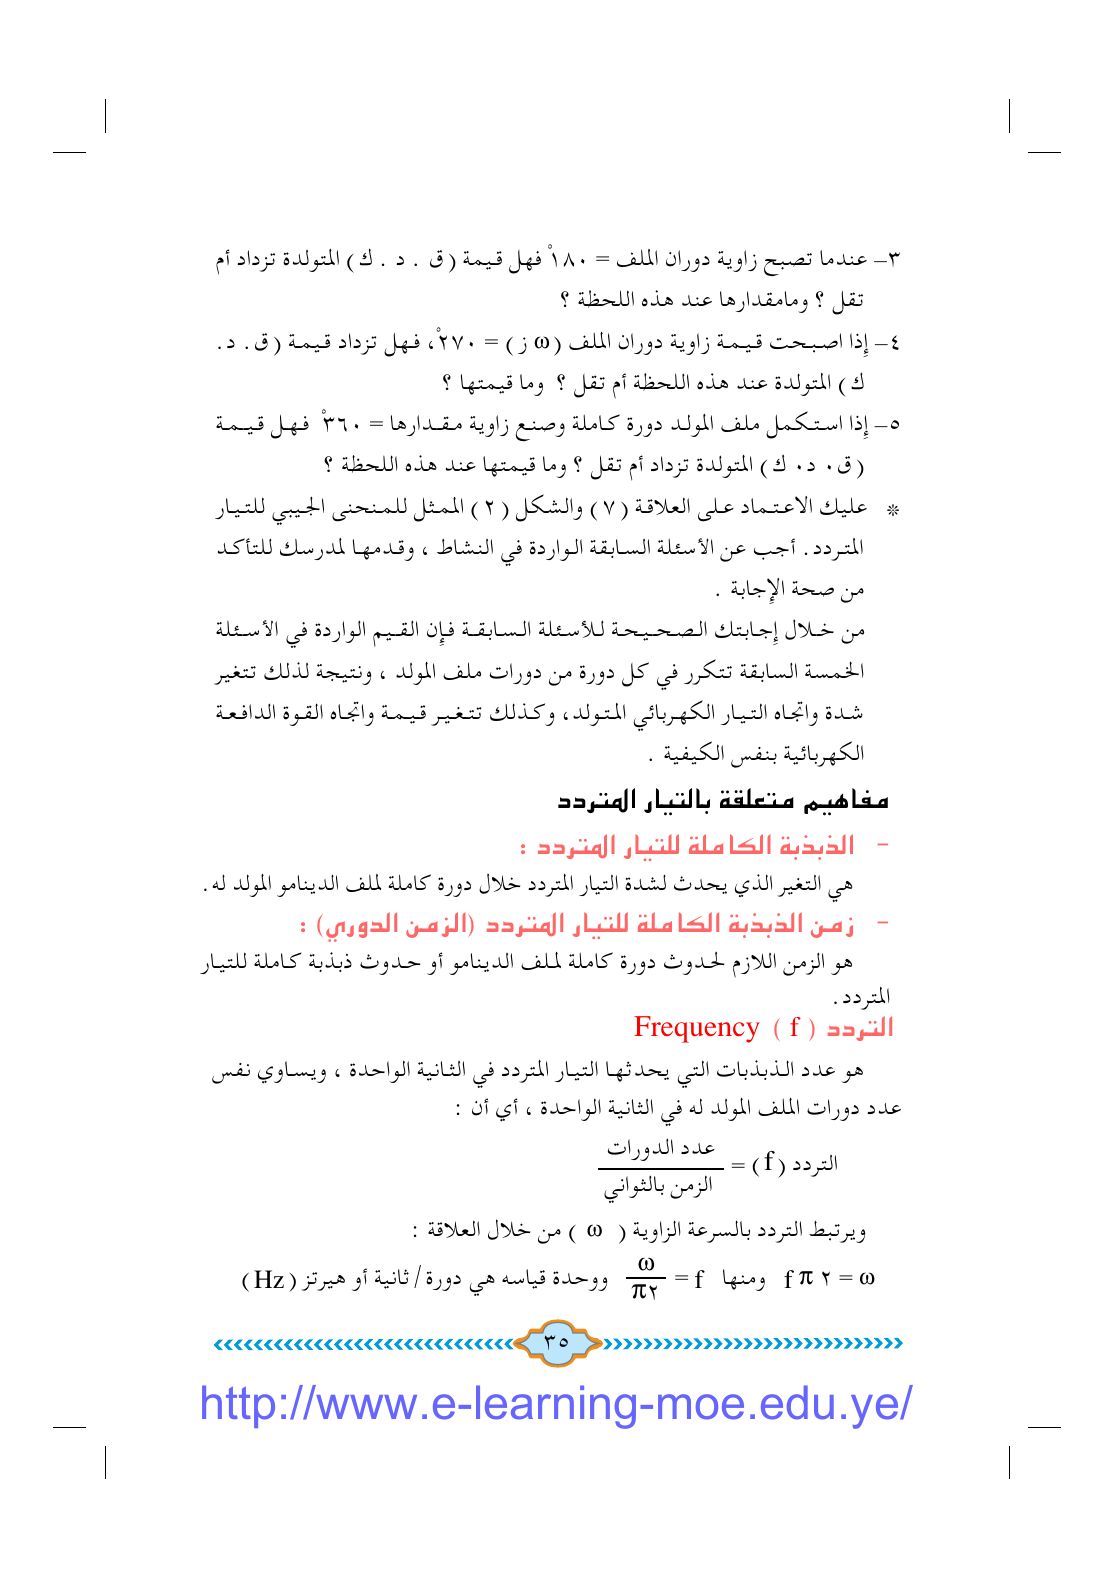 ٣– عندما تصبح زاوية دوران الملف = ١٨٠ْ فهل قيمة ( ق . د . ك ) المتولدة تزداد أم
تقل ؟ ومامقدارها عند هذه اللحظة ؟
٤– إذا اصبحت قيمة زاوية دوران الملف ( ω ز ) = ٢٧٠ْ، فهل تزداد قيمة ( ق . د .
ك ) المتولدة عند هذه اللحظة أم تقل ؟ وما قيمتها ؟
٥– إذا استكمل ملف المولد دورة كاملة وصنع زاوية مقدارها = ٣٦٠ْ فهل قيمة
( ق٠ د٠ ك ) المتولدة تزداد أم تقل ؟ وما قيمتها عند هذه اللحظة ؟
* عليك الاعتماد على العلاقة ( ٧ ) والشكل ( ٢ ) الممثل للمنحنى الجيبي للتيار
المتردد . أجب عن الأسئلة السابقة الواردة في النشاط ، وقدمها لمدرسك للتأكد
من صحة الإجابة .
من خلال إجابتك الصحيحة للأسئلة السابقة فإن القيم الواردة في الأسئلة
الخمسة السابقة تتكرر في كل دورة من دورات ملف المولد ، ونتيجة لذلك تتغير
شدة واتجاه التيار الكهربائي المتولد، وكذلك تتغير قيمة واتجاه القوة الدافعة
الكهربائية بنفس الكيفية .
مفاهيم متعلقة بالتيار المتردد
- الذبذبة الكاملة للتيار المتردد :
هي التغير الذي يحدث لشدة التيار المتردد خلال دورة كاملة لملف الدينامو المولد له .
- زمن الذبذبة الكاملة للتيار المتردد (الزمن الدوري) :
هو الزمن اللازم لحدوث دورة كاملة لملف الدينامو أو حدوث ذبذبة كاملة للتيار
المتردد .
التردد ( f ) Frequency
هو عدد الذبذبات التي يحدثها التيار المتردد في الثانية الواحدة ، ويساوي نفس
عدد دورات الملف المولد له في الثانية الواحدة ، أي أن :
التردد ( f ) = عدد الدورات / الزمن بالثواني
ويرتبط التردد بالسرعة الزاوية ( ω ) من خلال العلاقة :
ω = ٢ π f ومنها f = ω / ٢π ووحدة قياسه هي دورة / ثانية أو هيرتز ( Hz )
٣٥
http://www.e-learning-moe.edu.ye/